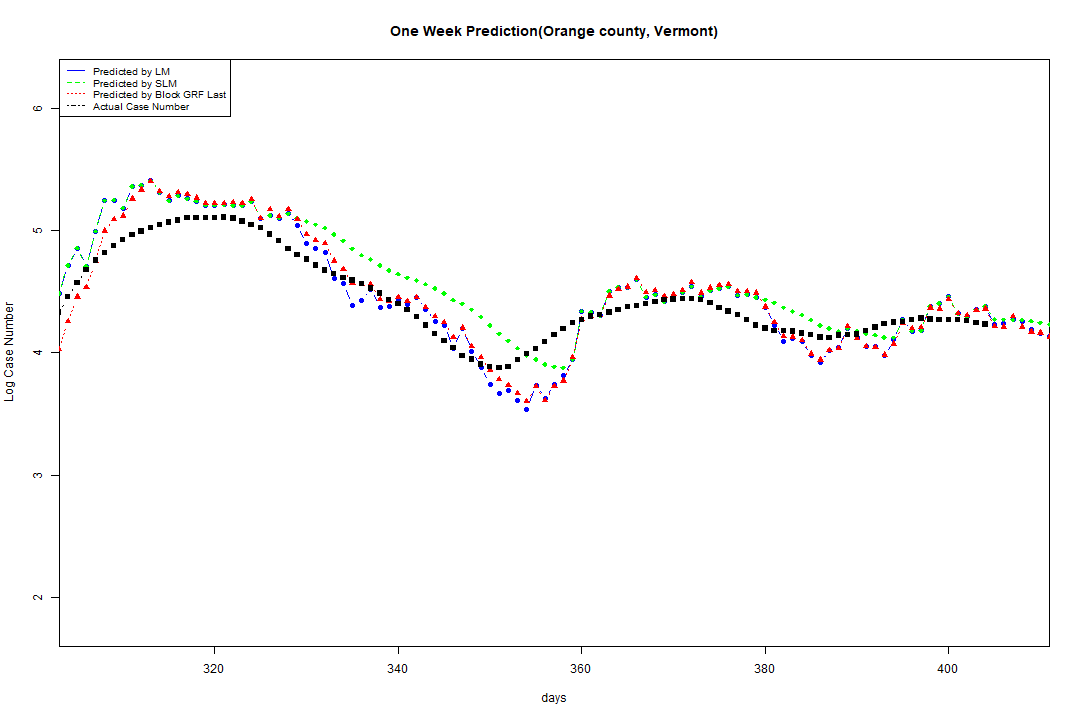 One Week Prediction(Orange county, Vermont)
Predicted by LM
Predicted by SLM
Predicted by Block GRF Last
Actual Case Number
6
5
4
3
2
Log Case Number
320 340 360 380 400
days